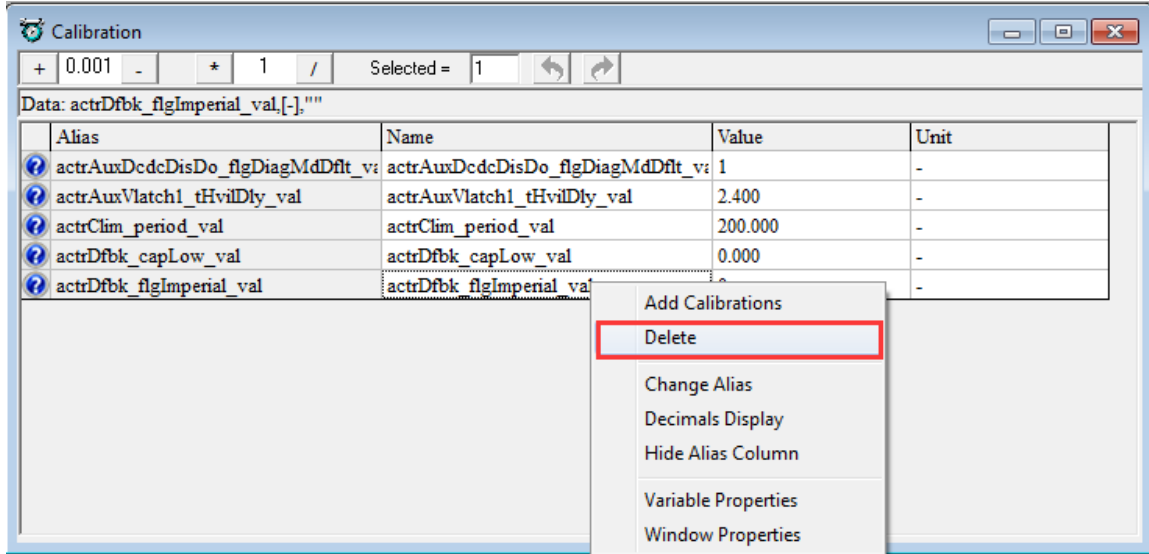 Calibration
+ 0.001 - * 1 / Selected = 1
Data: actrDfbk_flgImperial_val,[-],""
Alias Name Value Unit
actrAuxDcdcDisDo_flgDiagMdDflt_va actrAuxDcdcDisDo_flgDiagMdDflt_va 1 -
actrAuxVlatch1_tHvilDly_val actrAuxVlatch1_tHvilDly_val 2.400 -
actrClim_period_val actrClim_period_val 200.000 -
actrDfbk_capLow_val actrDfbk_capLow_val 0.000 -
actrDfbk_flgImperial_val actrDfbk_flgImperial_val -
Add Calibrations
Delete
Change Alias
Decimals Display
Hide Alias Column
Variable Properties
Window Properties